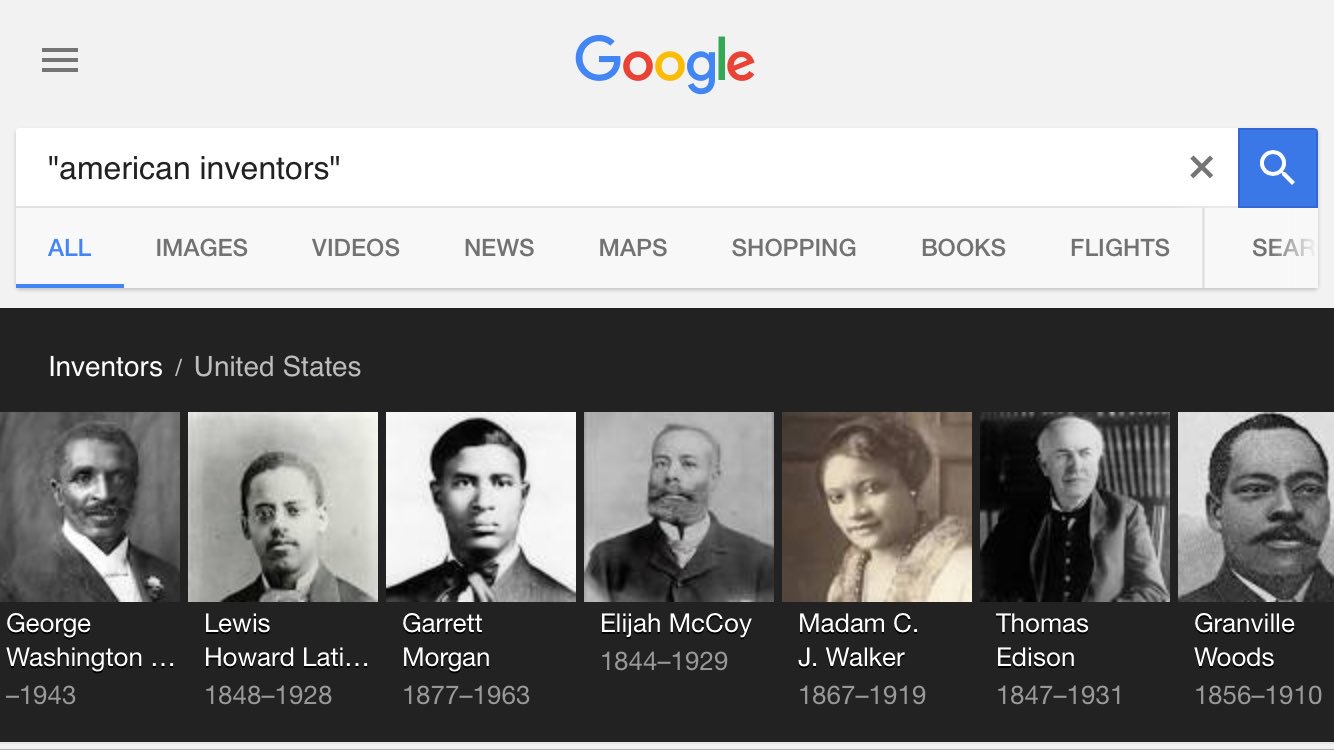 Google
"american inventors"
ALL IMAGES VIDEOS NEWS MAPS SHOPPING BOOKS FLIGHTS SEAR
Inventors / United States
George
Washington ...
–1943
Lewis
Howard Lati...
1848–1928
Garrett
Morgan
1877–1963
Elijah McCoy
1844–1929
Madam C.
J. Walker
1867–1919
Thomas
Edison
1847–1931
Granville
Woods
1856–1910